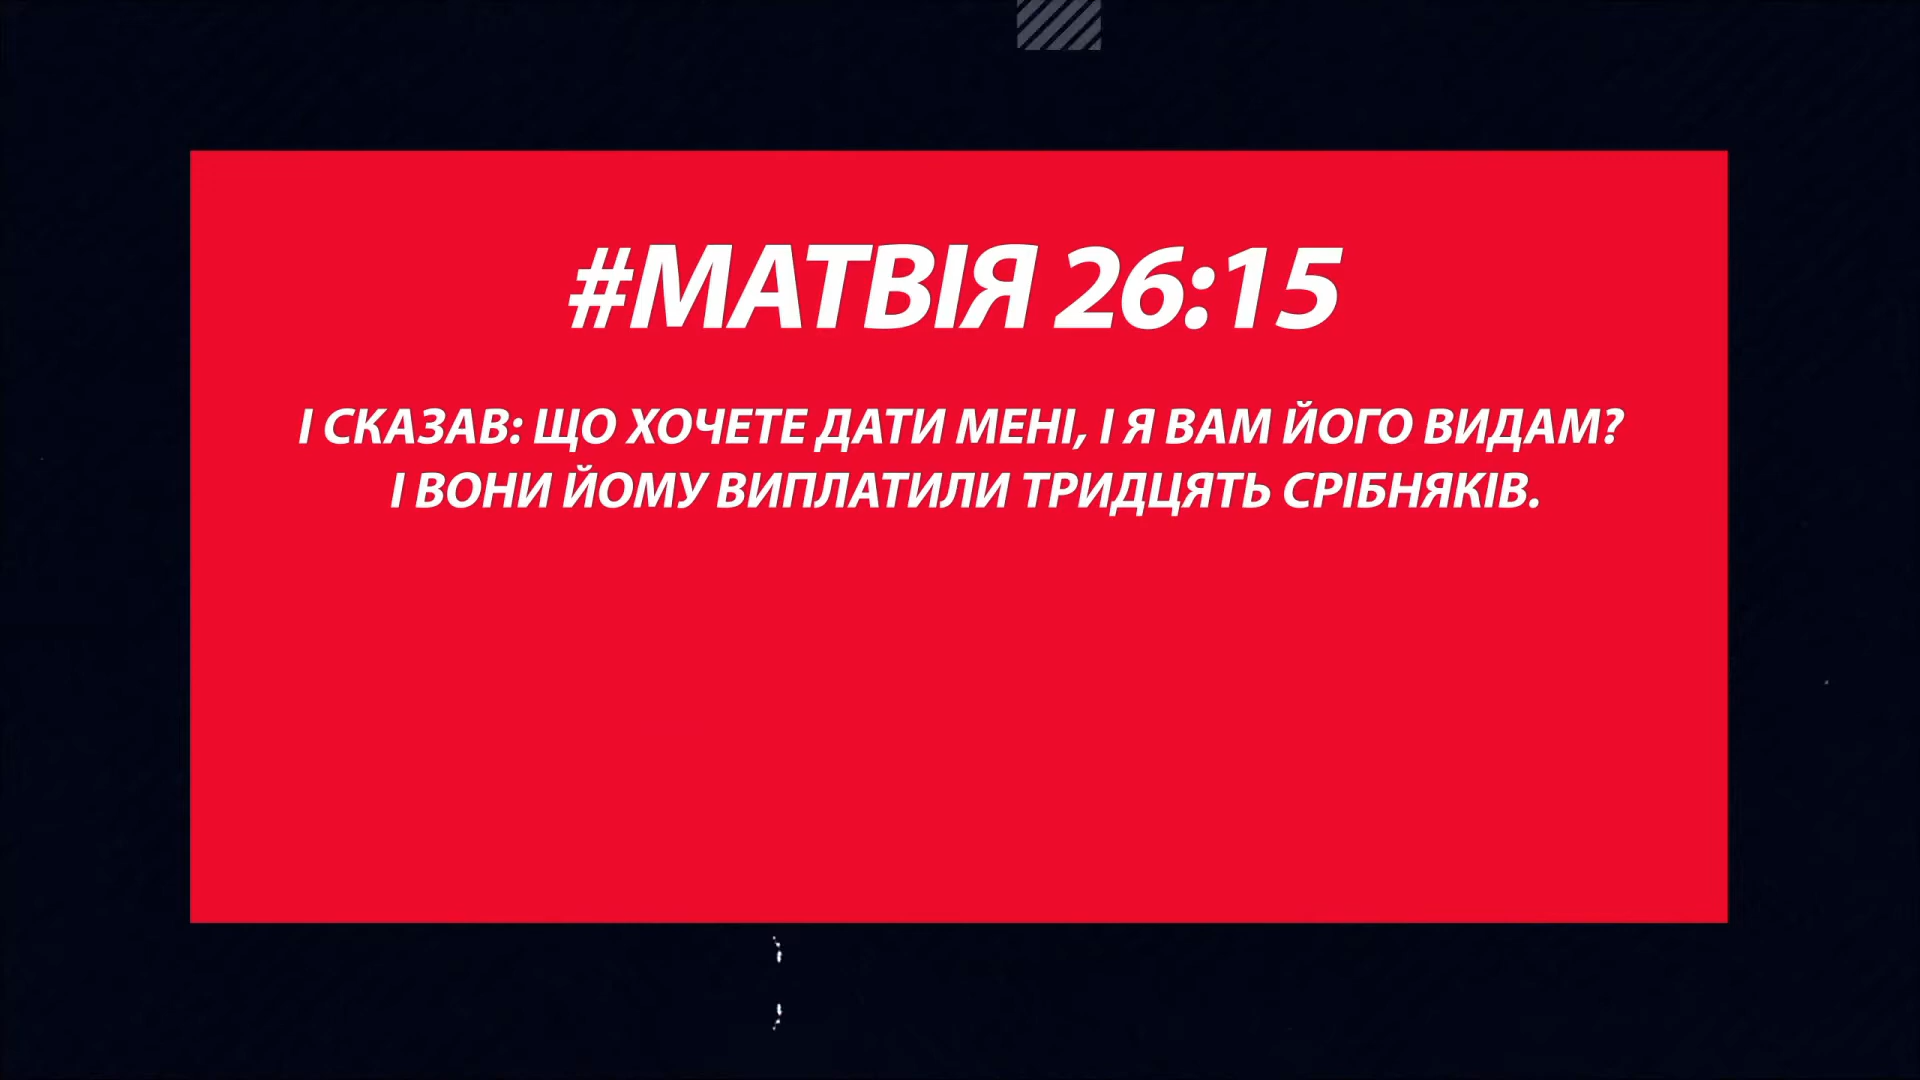 #МАТВІЯ 26:15
І СКАЗАВ: ЩО ХОЧЕТЕ ДАТИ МЕНІ, І Я ВАМ ЙОГО ВИДАМ?
І ВОНИ ЙОМУ ВИПЛАТИЛИ ТРИДЦЯТЬ СРІБНЯКІВ.